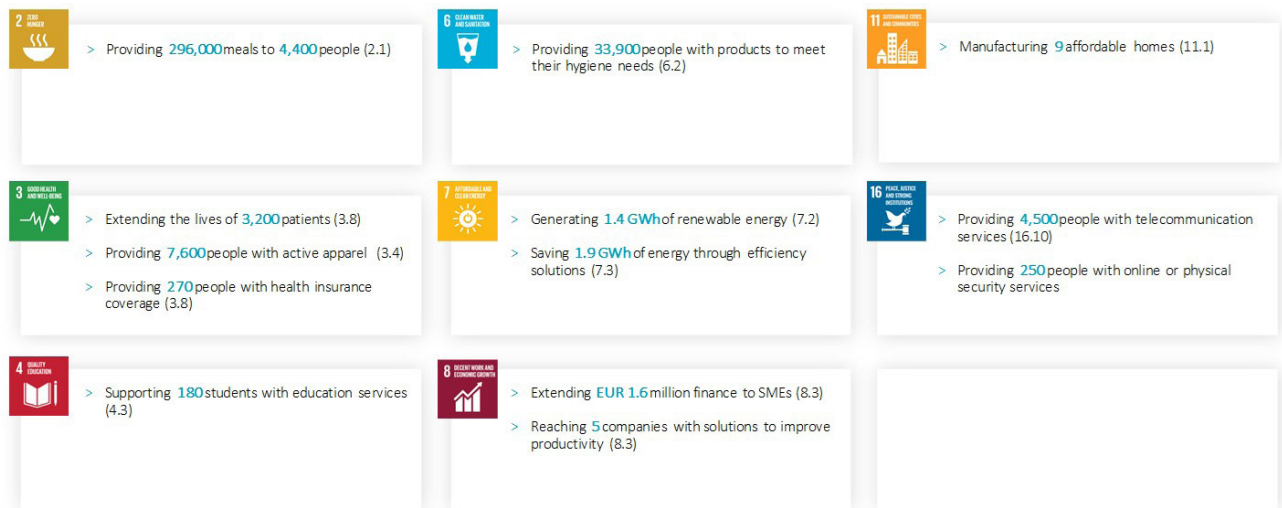 2 ZERO
HUNGER
> Providing 296,000 meals to 4,400 people (2.1)
6 CLEAN WATER
AND SANITATION
> Providing 33,900 people with products to meet
their hygiene needs (6.2)
11 SUSTAINABLE CITIES
AND COMMUNITIES
> Manufacturing 9 affordable homes (11.1)
3 GOOD HEALTH
AND WELL-BEING
> Extending the lives of 3,200 patients (3.8)
> Providing 7,600 people with active apparel (3.4)
> Providing 270 people with health insurance
coverage (3.8)
7 AFFORDABLE AND
CLEAN ENERGY
> Generating 1.4 GWh of renewable energy (7.2)
> Saving 1.9 GWh of energy through efficiency
solutions (7.3)
16 PEACE, JUSTICE
AND STRONG
INSTITUTIONS
> Providing 4,500 people with telecommunication
services (16.10)
> Providing 250 people with online or physical
security services
4 QUALITY
EDUCATION
> Supporting 180 students with education services
(4.3)
8 DECENT WORK AND
ECONOMIC GROWTH
> Extending EUR 1.6 million finance to SMEs (8.3)
> Reaching 5 companies with solutions to improve
productivity (8.3)